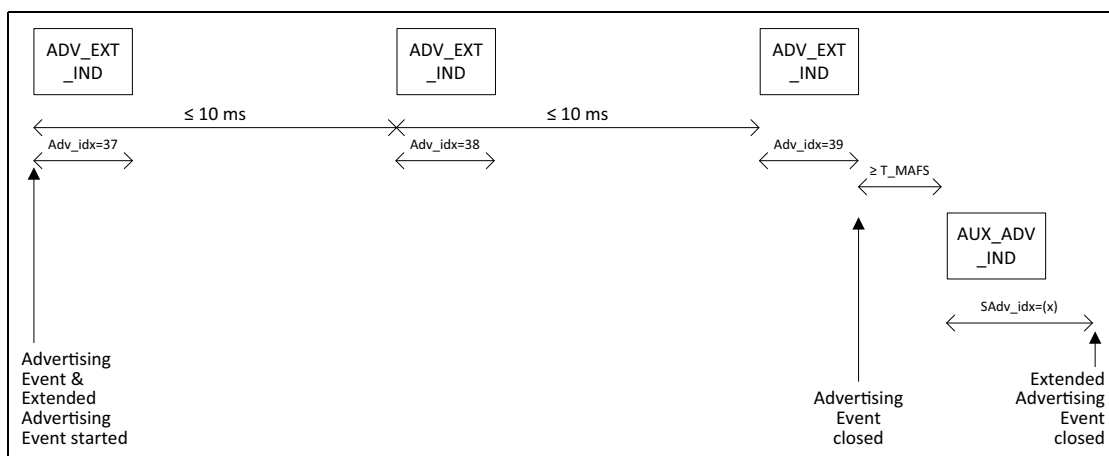 ADV_EXT
_IND
ADV_EXT
_IND
ADV_EXT
_IND
≤ 10 ms
≤ 10 ms
Adv_idx=37
Adv_idx=38
Adv_idx=39
≥ T_MAFS
AUX_ADV
_IND
SAdv_idx=(x)
Advertising
Event &
Extended
Advertising
Event started
Advertising
Event
closed
Extended
Advertising
Event
closed